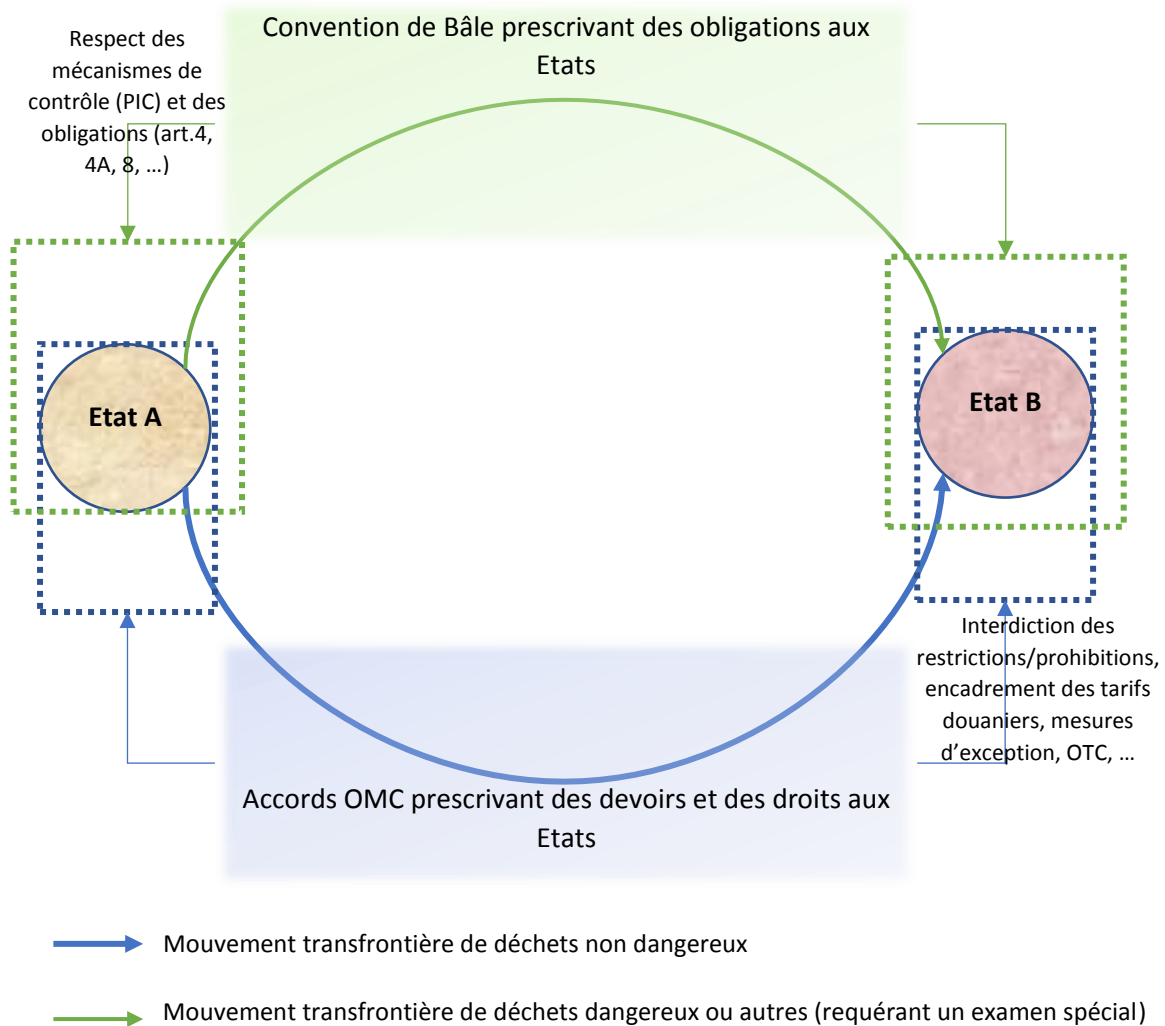 Convention de Bâle prescrivant des obligations aux
Etats
Respect des
mécanismes de
contrôle (PIC) et des
obligations (art.4,
4A, 8, …)
Etat A
Etat B
Interdiction des
restrictions/prohibitions,
encadrement des tarifs
douaniers, mesures
d’exception, OTC, …
Accords OMC prescrivant des devoirs et des droits aux
Etats
Mouvement transfrontière de déchets non dangereux
Mouvement transfrontière de déchets dangereux ou autres (requérant un examen spécial)